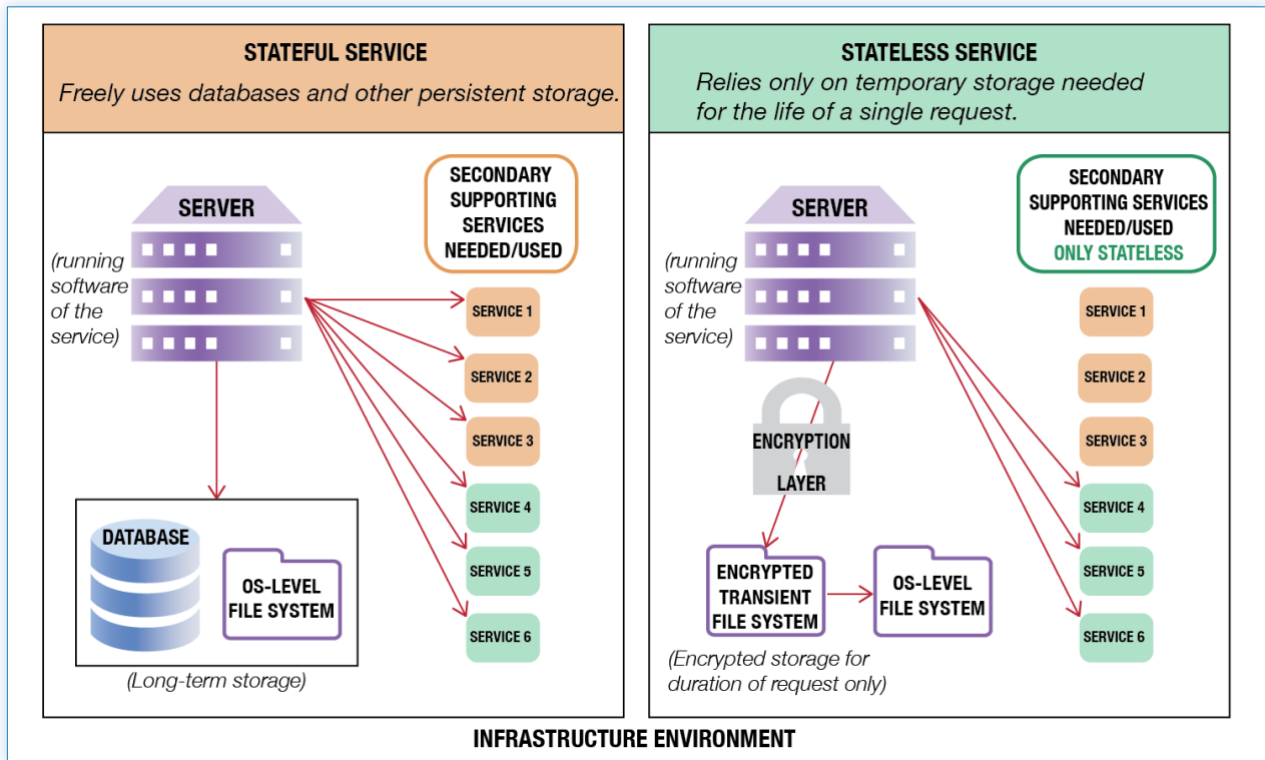 STATEFUL SERVICE
Freely uses databases and other persistent storage.
SECONDARY
SUPPORTING
SERVICES
NEEDED/USED
SERVER
(running
software
of the
service)
SERVICE 1
SERVICE 2
SERVICE 3
SERVICE 4
SERVICE 5
SERVICE 6
DATABASE
OS-LEVEL
FILE SYSTEM
(Long-term storage)
STATELESS SERVICE
Relies only on temporary storage needed
for the life of a single request.
SECONDARY
SUPPORTING SERVICES
NEEDED/USED
ONLY STATELESS
SERVER
(running
software
of the
service)
SERVICE 1
SERVICE 2
SERVICE 3
SERVICE 4
SERVICE 5
SERVICE 6
ENCRYPTION
LAYER
ENCRYPTED
TRANSIENT
FILE SYSTEM
OS-LEVEL
FILE SYSTEM
(Encrypted storage for
duration of request only)
INFRASTRUCTURE ENVIRONMENT